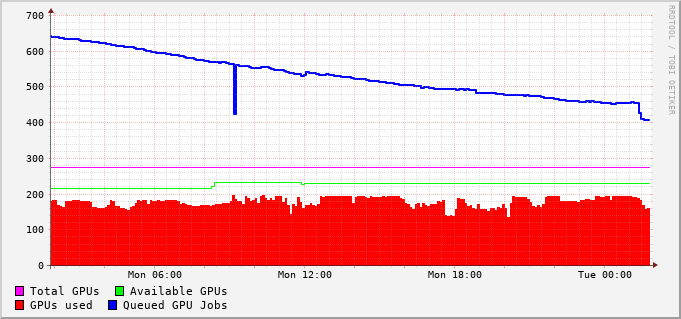 700
600
500
400
300
200
100
0
Mon 06:00 Mon 12:00 Mon 18:00 Tue 00:00
Total GPUs Available GPUs
GPUs used Queued GPU Jobs
RRDTOOL / TOBI OETIKER